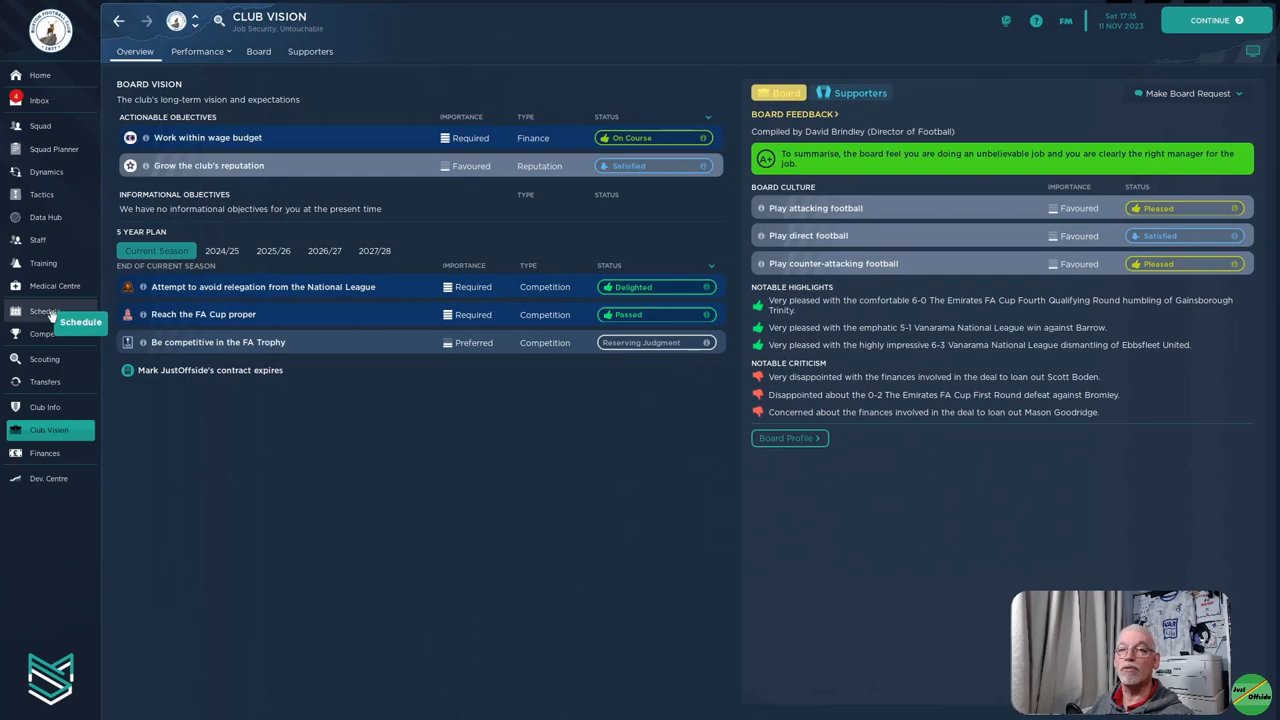 BUXTON FOOTBALL CLUB
1877
CLUB VISION
Job Security: Untouchable
FM
Sat 17:15
11 NOV 2023
CONTINUE
Overview
Performance
Board
Supporters
Home
4
Inbox
Squad
Squad Planner
Dynamics
Tactics
Data Hub
Staff
Training
Medical Centre
Schedule
Schedule
Compe
Scouting
Transfers
Club Info
Club Vision
Finances
Dev. Centre
BOARD VISION
The club's long-term vision and expectations
ACTIONABLE OBJECTIVES IMPORTANCE TYPE STATUS
Work within wage budget Required Finance On Course
Grow the club's reputation Favoured Reputation Satisfied
INFORMATIONAL OBJECTIVES TYPE STATUS
We have no informational objectives for you at the present time
5 YEAR PLAN
Current Season 2024/25 2025/26 2026/27 2027/28
END OF CURRENT SEASON IMPORTANCE TYPE STATUS
Attempt to avoid relegation from the National League Required Competition Delighted
Reach the FA Cup proper Required Competition Passed
Be competitive in the FA Trophy Preferred Competition Reserving Judgment
Mark JustOffside's contract expires
Board Supporters Make Board Request
BOARD FEEDBACK
Compiled by David Brindley (Director of Football)
A+ To summarise, the board feel you are doing an unbelievable job and you are clearly the right manager for the
job.
BOARD CULTURE IMPORTANCE STATUS
Play attacking football Favoured Pleased
Play direct football Favoured Satisfied
Play counter-attacking football Favoured Pleased
NOTABLE HIGHLIGHTS
Very pleased with the comfortable 6-0 The Emirates FA Cup Fourth Qualifying Round humbling of Gainsborough
Trinity.
Very pleased with the emphatic 5-1 Vanarama National League win against Barrow.
Very pleased with the highly impressive 6-3 Vanarama National League dismantling of Ebbsfleet United.
NOTABLE CRITICISM
Very disappointed with the finances involved in the deal to loan out Scott Boden.
Disappointed about the 0-2 The Emirates FA Cup First Round defeat against Bromley.
Concerned about the finances involved in the deal to loan out Mason Goodridge.
Board Profile
VAR
Just
Offside